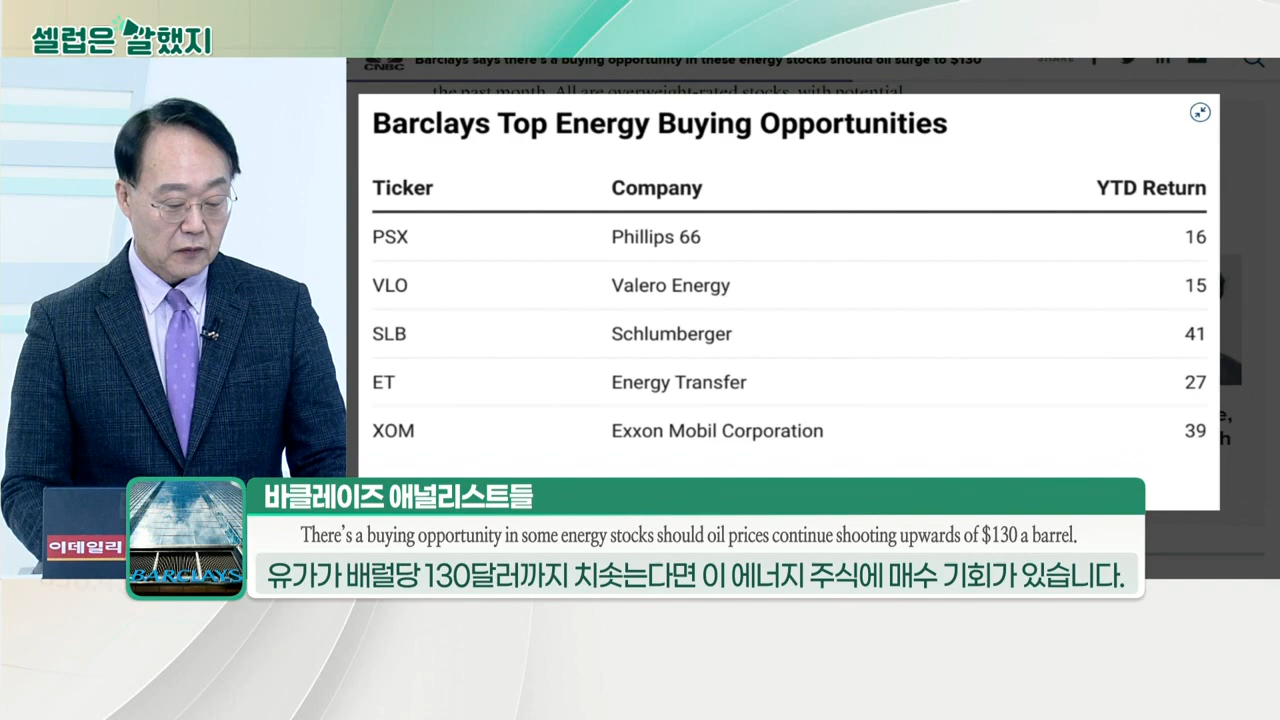 셀럽은 말했지
CNBC
Barclays says there's a buying opportunity in these energy stocks should oil surge to $130
SHARE
the past month. All are overweight-rated stocks, with potential
Barclays Top Energy Buying Opportunities
Ticker Company YTD Return
PSX Phillips 66 16
VLO Valero Energy 15
SLB Schlumberger 41
ET Energy Transfer 27
XOM Exxon Mobil Corporation 39
바클레이즈 애널리스트들
There's a buying opportunity in some energy stocks should oil prices continue shooting upwards of $130 a barrel.
유가가 배럴당 130달러까지 치솟는다면 이 에너지 주식에 매수 기회가 있습니다.
이데일리
BARCLAYS